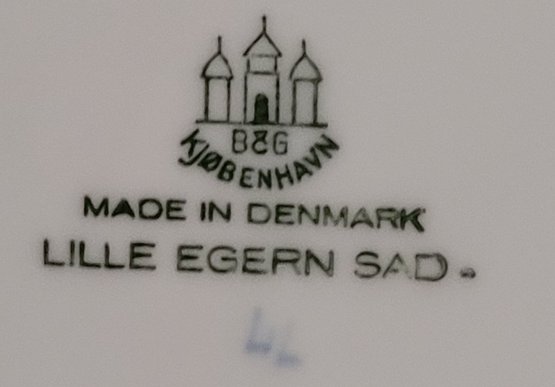 B&G
KJØBENHAVN
MADE IN DENMARK
LILLE EGERN SAD.